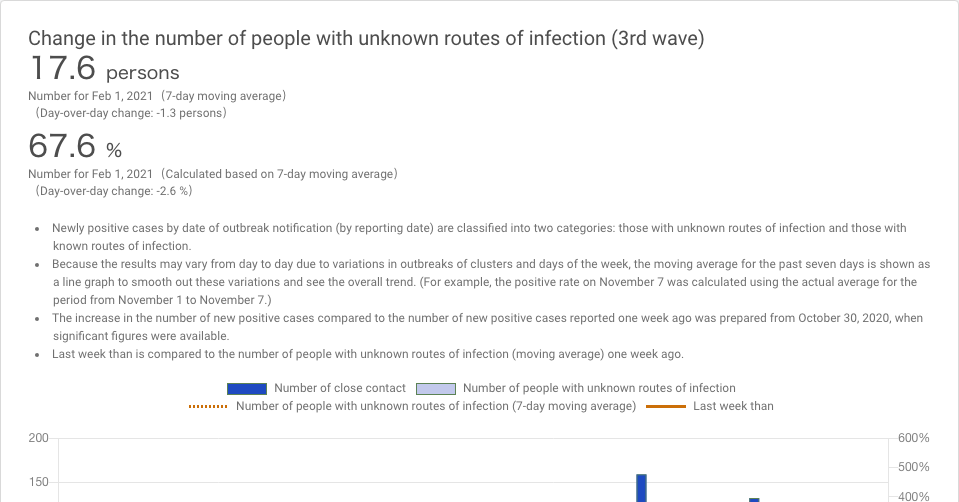 Change in the number of people with unknown routes of infection (3rd wave)
17.6 persons
Number for Feb 1, 2021（7-day moving average）
（Day-over-day change: -1.3 persons）
67.6 %
Number for Feb 1, 2021（Calculated based on 7-day moving average）
（Day-over-day change: -2.6 %）
• Newly positive cases by date of outbreak notification (by reporting date) are classified into two categories: those with unknown routes of infection and those with
known routes of infection.
• Because the results may vary from day to day due to variations in outbreaks of clusters and days of the week, the moving average for the past seven days is shown as
a line graph to smooth out these variations and see the overall trend. (For example, the positive rate on November 7 was calculated using the actual average for the
period from November 1 to November 7.)
• The increase in the number of new positive cases compared to the number of new positive cases reported one week ago was prepared from October 30, 2020, when
significant figures were available.
• Last week than is compared to the number of people with unknown routes of infection (moving average) one week ago.
Number of close contact Number of people with unknown routes of infection
Number of people with unknown routes of infection (7-day moving average) Last week than
200 600%
500%
150
400%